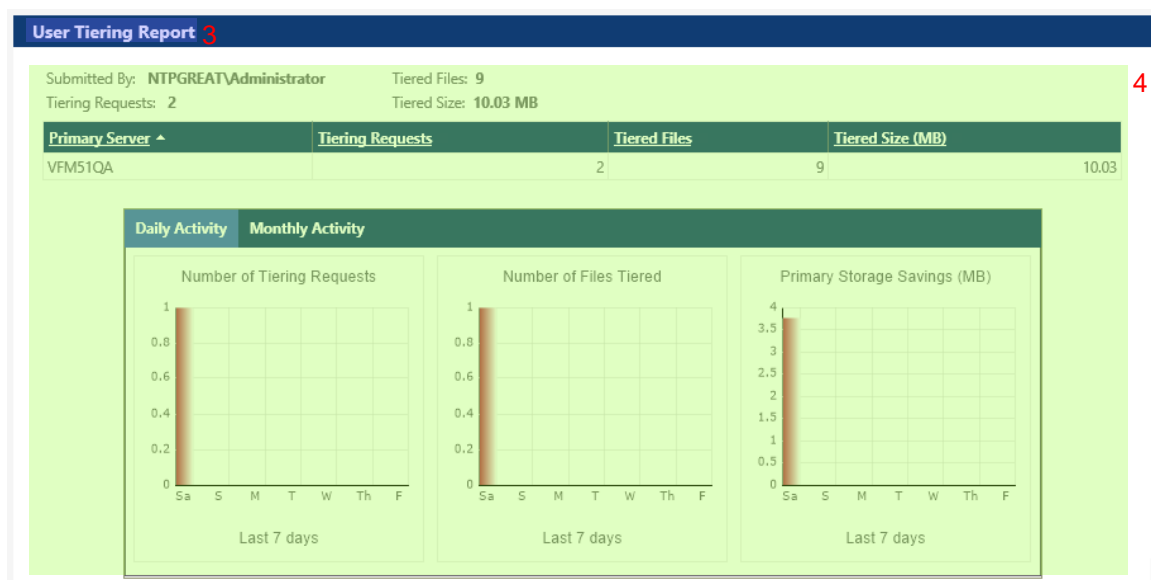 User Tiering Report 3
4
Submitted By: NTPGREAT\Administrator Tiered Files: 9
Tiering Requests: 2 Tiered Size: 10.03 MB
Primary Server Tiering Requests Tiered Files Tiered Size (MB)
VFM51QA 2 9 10.03
Daily Activity Monthly Activity
Number of Tiering Requests
1
0.8
0.6
0.4
0.2
0
Sa S M T W Th F
Last 7 days
Number of Files Tiered
1
0.8
0.6
0.4
0.2
0
Sa S M T W Th F
Last 7 days
Primary Storage Savings (MB)
4
3.5
3
2.5
2
1.5
1
0.5
0
Sa S M T W Th F
Last 7 days